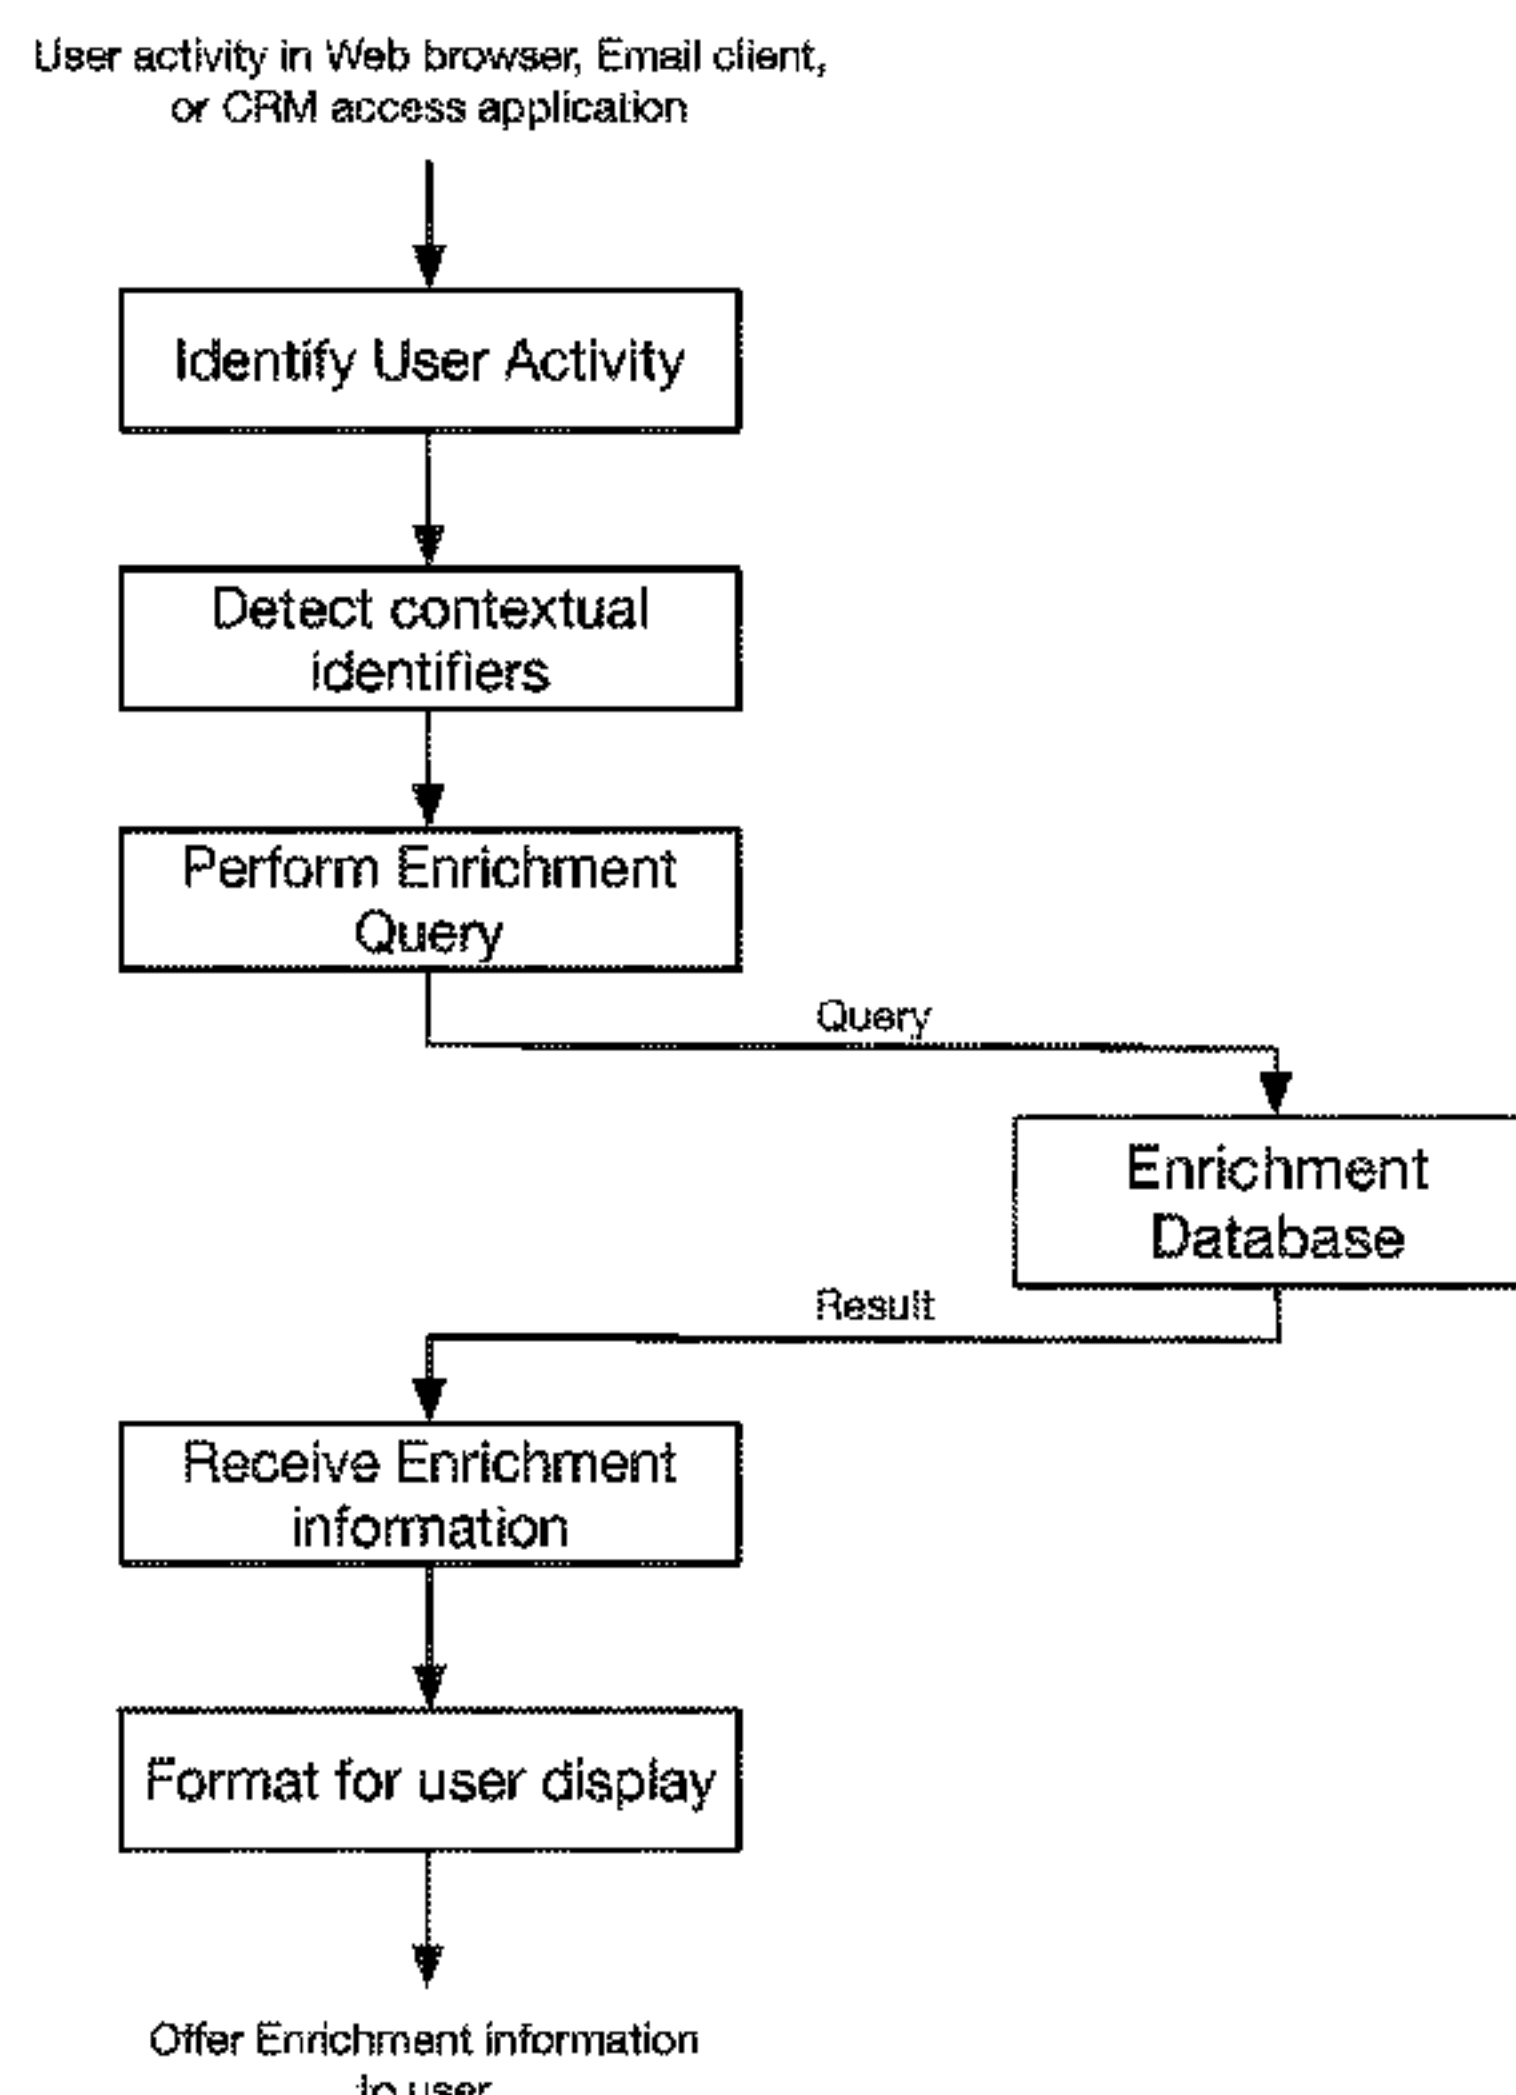 User activity in Web browser, Email client,
or CRM access application
Identify User Activity
Detect contextual
identifiers
Perform Enrichment
Query
Query
Enrichment
Database
Result
Receive Enrichment
information
Format for user display
Offer Enrichment information
to user